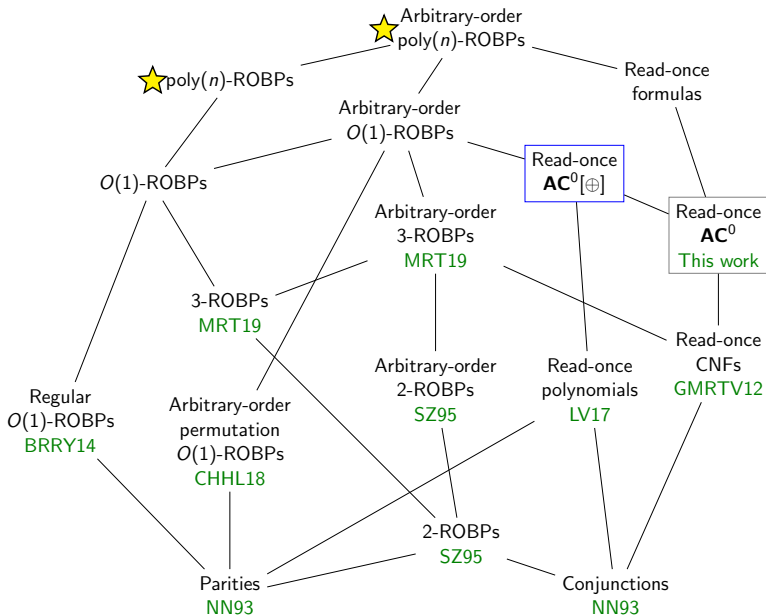 Arbitrary-order
poly(n)-ROBPs
poly(n)-ROBPs
Read-once
formulas
Arbitrary-order
O(1)-ROBPs
O(1)-ROBPs
Read-once
AC⁰[⊕]
Arbitrary-order
3-ROBPs
MRT19
Read-once
AC⁰
This work
3-ROBPs
MRT19
Read-once
CNFs
GMRTV12
Regular
O(1)-ROBPs
BRRY14
Arbitrary-order
permutation
O(1)-ROBPs
CHHL18
Arbitrary-order
2-ROBPs
SZ95
Read-once
polynomials
LV17
2-ROBPs
SZ95
Parities
NN93
Conjunctions
NN93